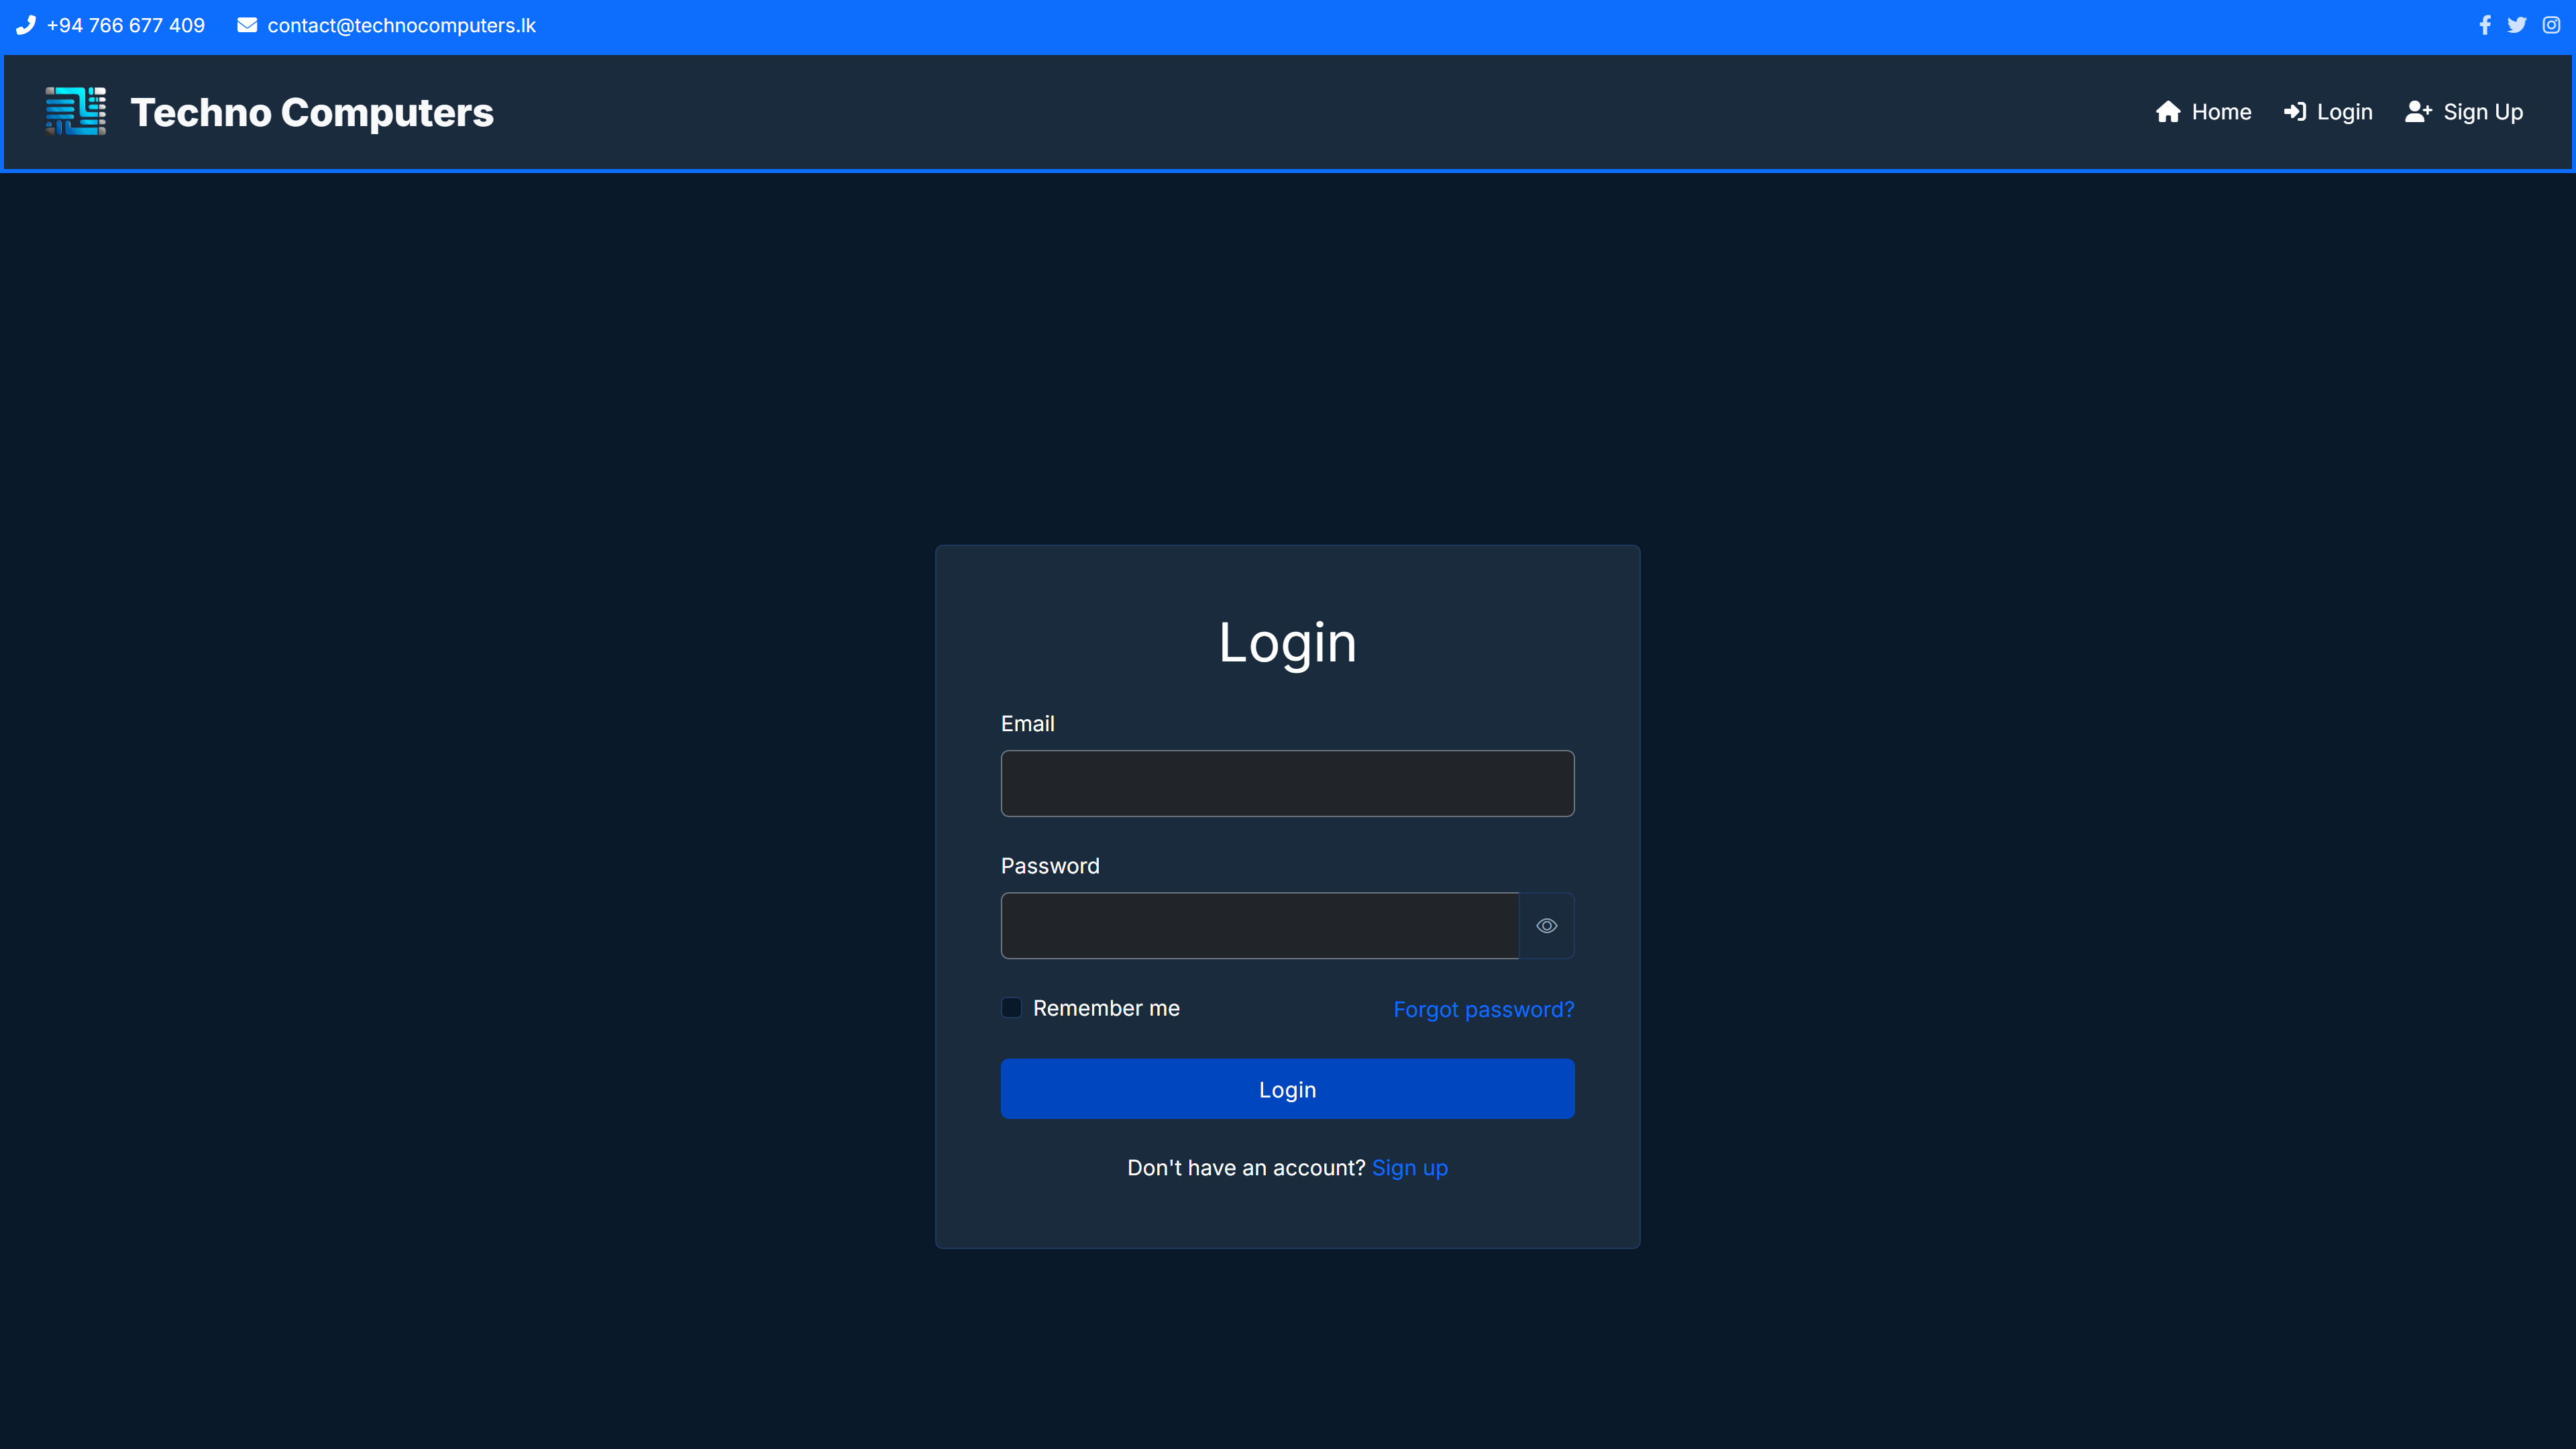 +94 766 677 409 contact@technocomputers.lk
Techno Computers Home Login Sign Up
Login
Email
Password
Remember me Forgot password?
Login
Don't have an account? Sign up